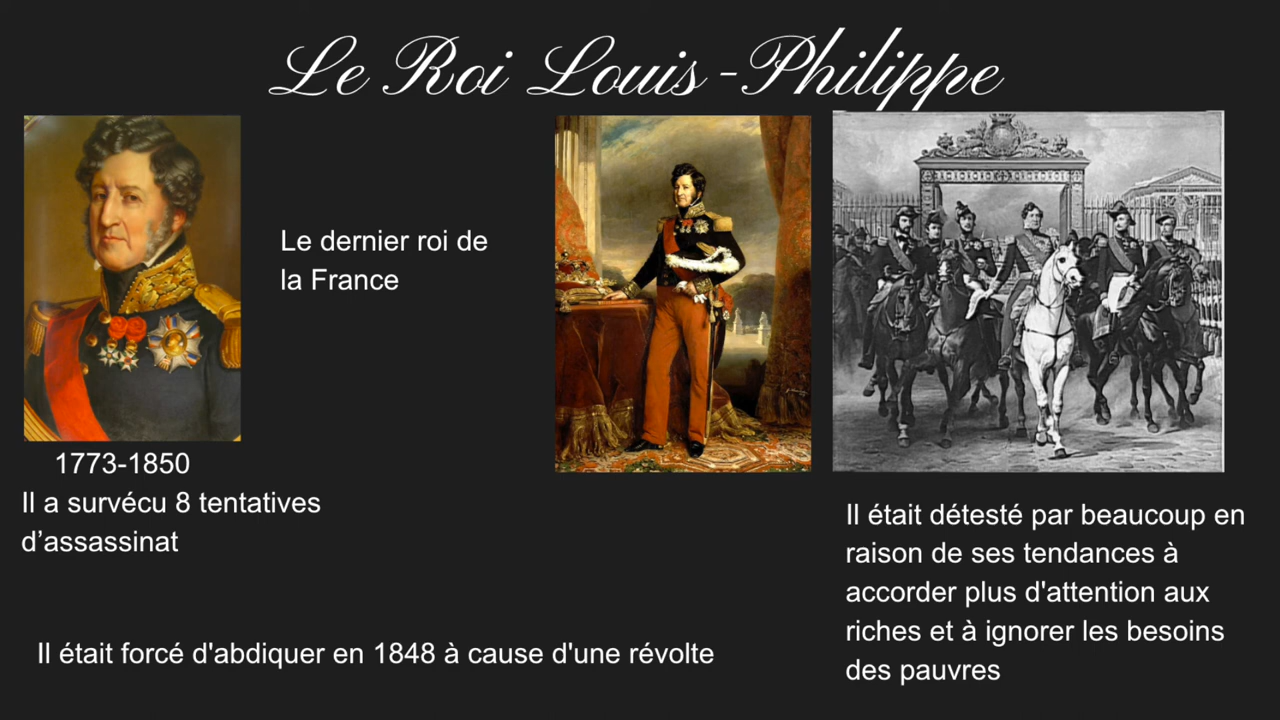 Le Roi Louis-Philippe
Le dernier roi de
la France
1773-1850
Il a survécu 8 tentatives
d’assassinat
Il était détesté par beaucoup en
raison de ses tendances à
accorder plus d'attention aux
riches et à ignorer les besoins
des pauvres
Il était forcé d'abdiquer en 1848 à cause d'une révolte